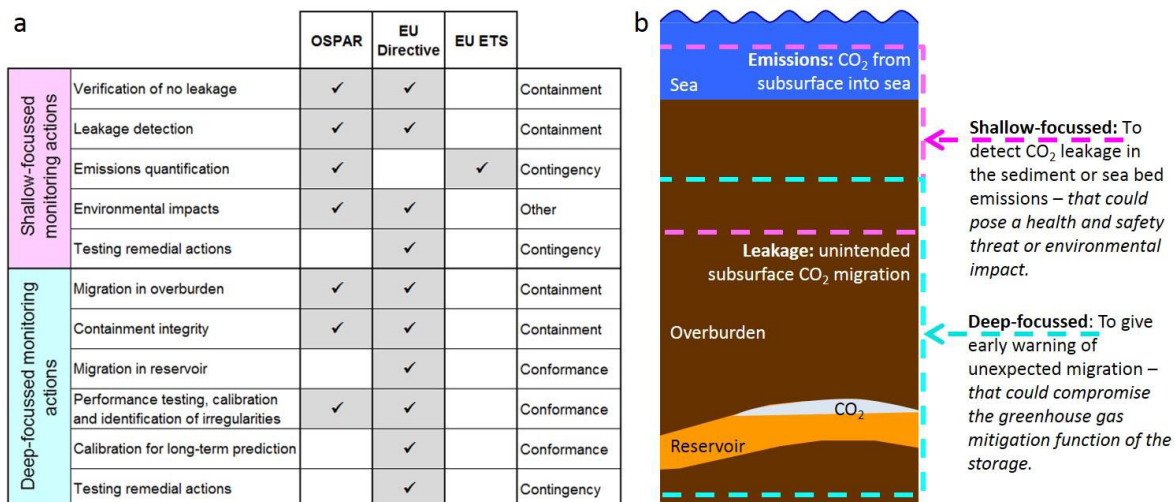 a
OSPAR
EU
Directive
EU ETS
Shallow-focussed
monitoring actions
Verification of no leakage ✓ ✓ Containment
Leakage detection ✓ ✓ Containment
Emissions quantification ✓ ✓ Contingency
Environmental impacts ✓ ✓ Other
Testing remedial actions ✓ Contingency
Deep-focussed monitoring
actions
Migration in overburden ✓ ✓ Containment
Containment integrity ✓ ✓ Containment
Migration in reservoir ✓ Conformance
Performance testing, calibration
and identification of irregularities ✓ ✓ Conformance
Calibration for long-term prediction ✓ Conformance
Testing remedial actions ✓ Contingency
b
Emissions: CO₂ from
subsurface into sea
Sea
Leakage: unintended
subsurface CO₂ migration
Overburden
CO₂
Reservoir
Shallow-focussed: To
detect CO₂ leakage in
the sediment or sea bed
emissions – that could
pose a health and safety
threat or environmental
impact.
Deep-focussed: To give
early warning of
unexpected migration –
that could compromise
the greenhouse gas
mitigation function of the
storage.